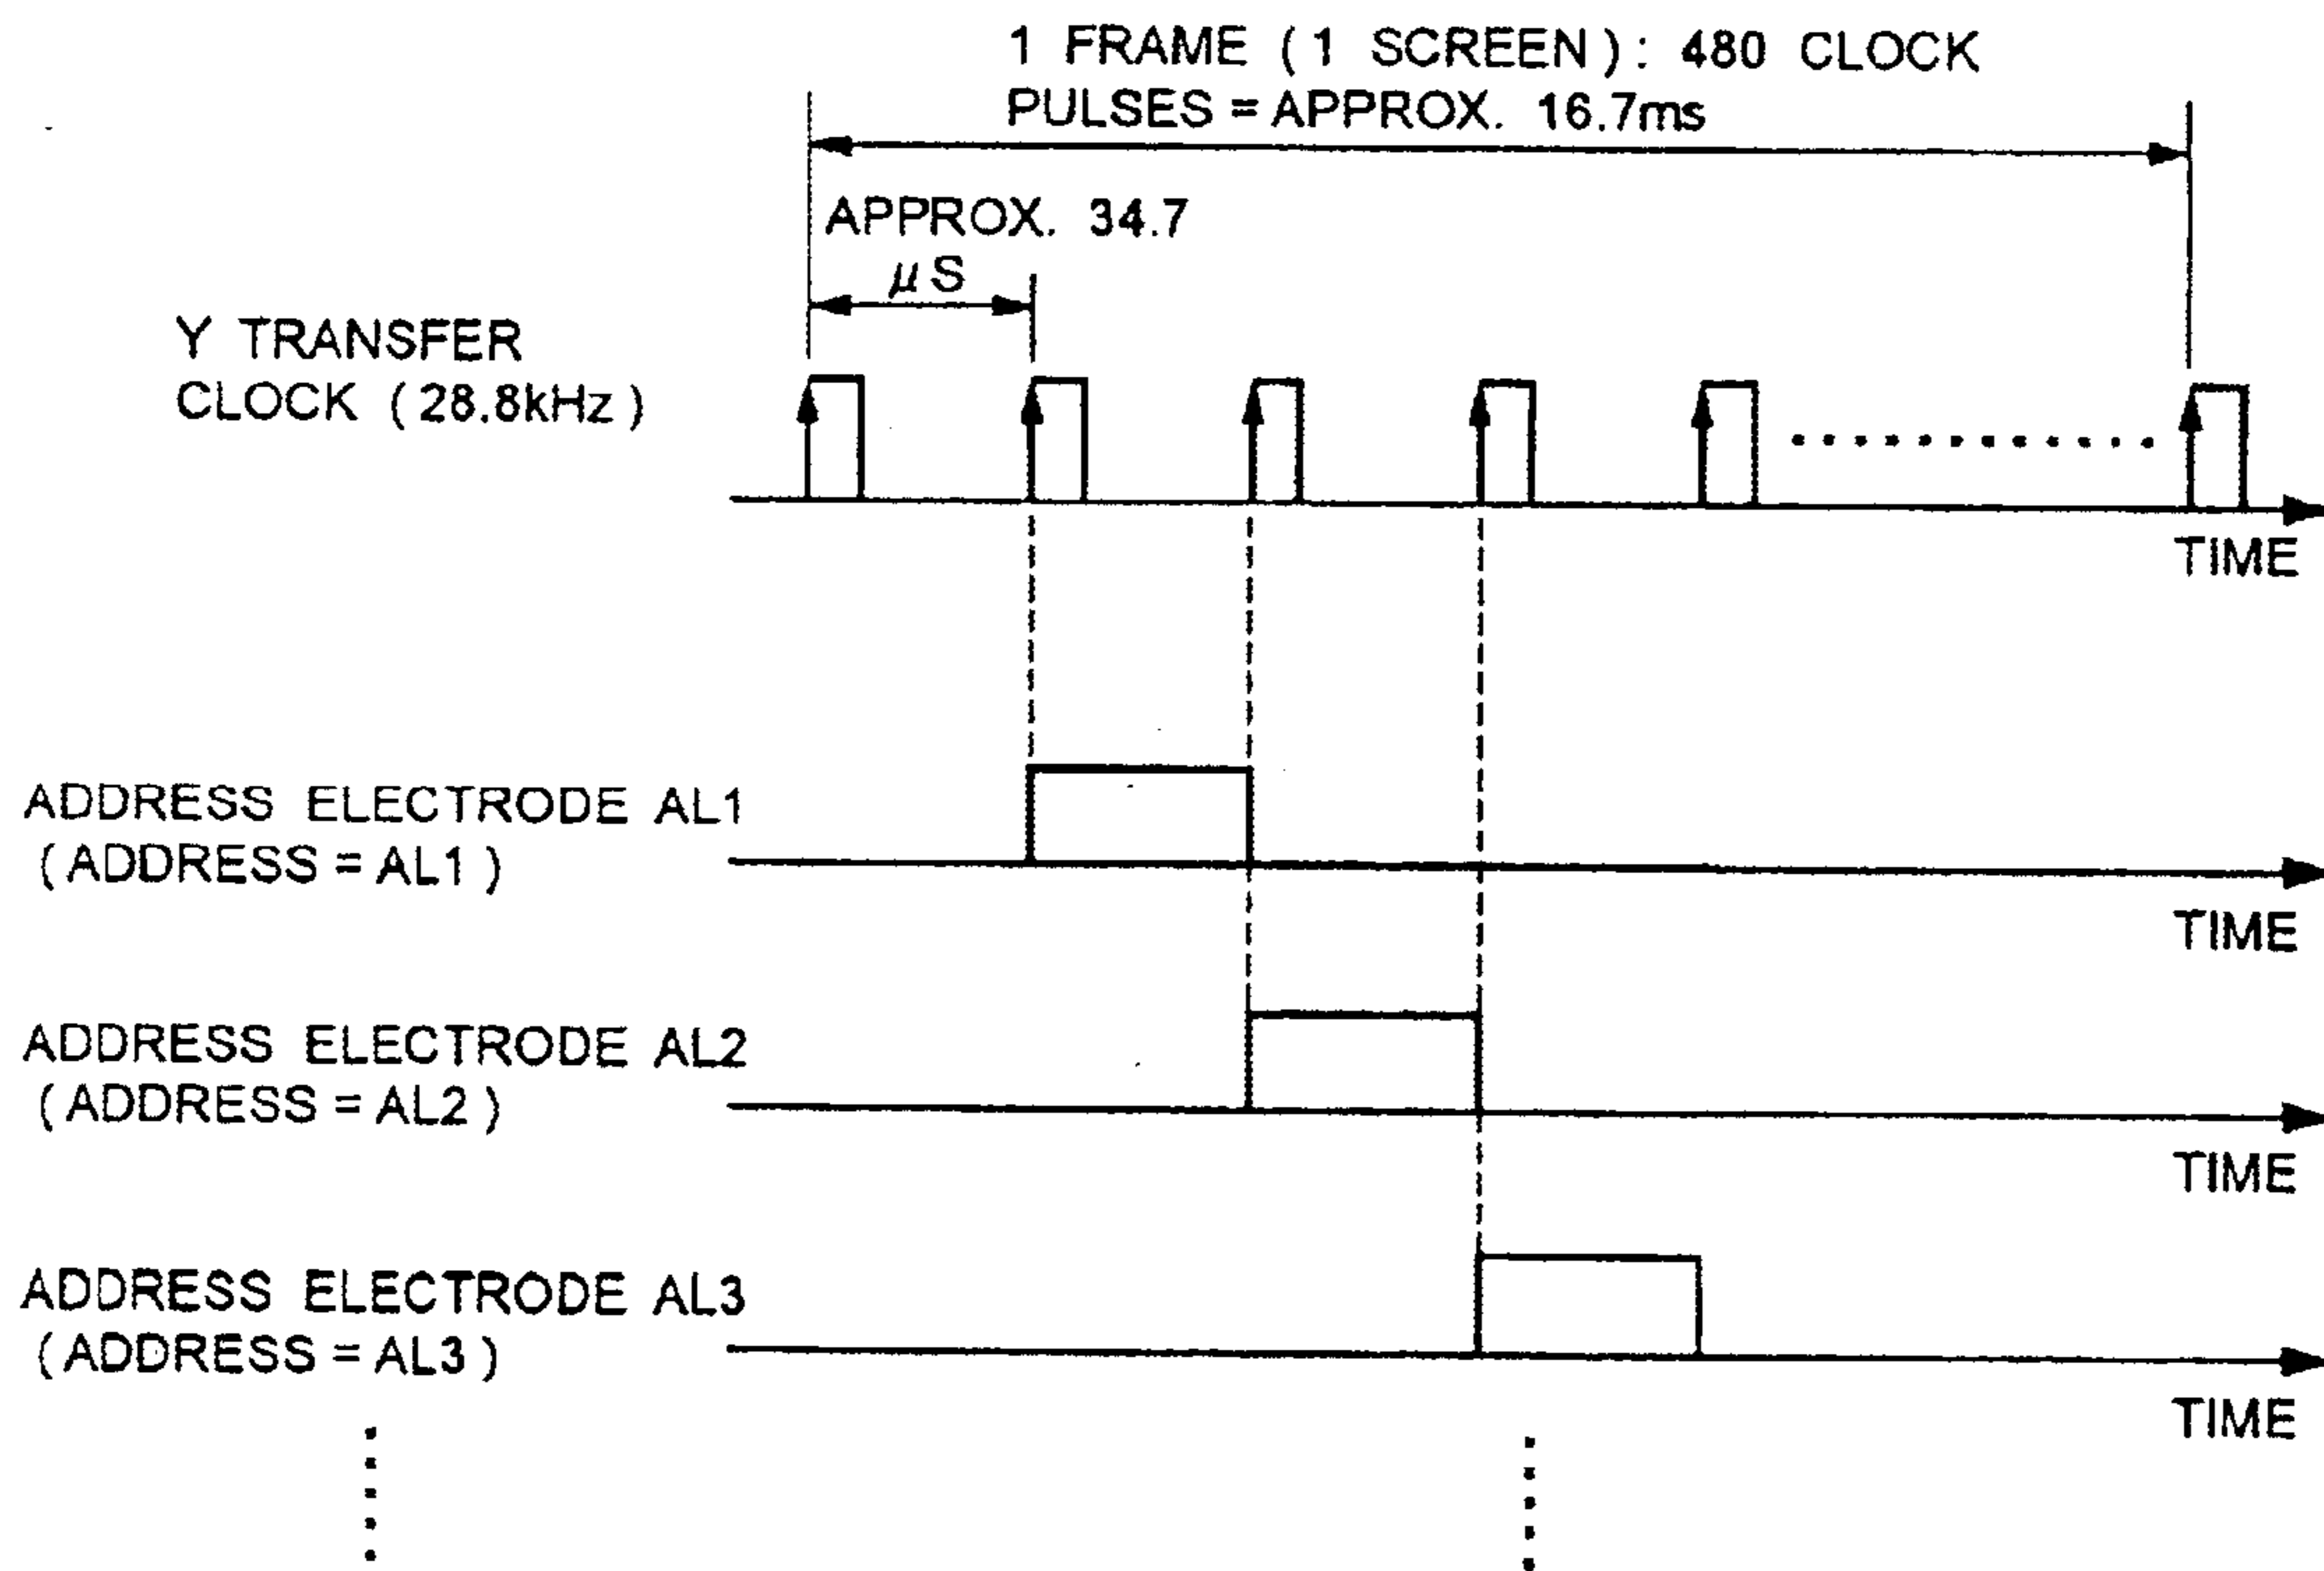 1 FRAME (1 SCREEN): 480 CLOCK
PULSES = APPROX. 16.7ms
APPROX. 34.7
μS
Y TRANSFER
CLOCK (28.8kHz)
TIME
ADDRESS ELECTRODE AL1
(ADDRESS = AL1)
TIME
ADDRESS ELECTRODE AL2
(ADDRESS = AL2)
TIME
ADDRESS ELECTRODE AL3
(ADDRESS = AL3)
TIME